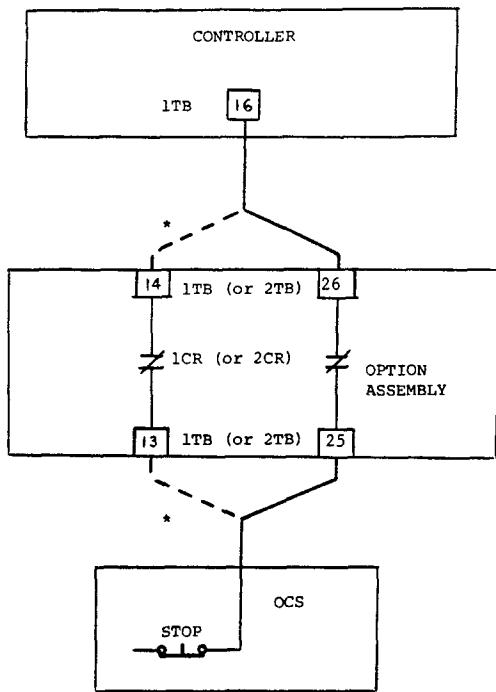 CONTROLLER
1TB 16
*
14 1TB (or 2TB) 26
1CR (or 2CR)
OPTION
ASSEMBLY
13 1TB (or 2TB) 25
*
OCS
STOP